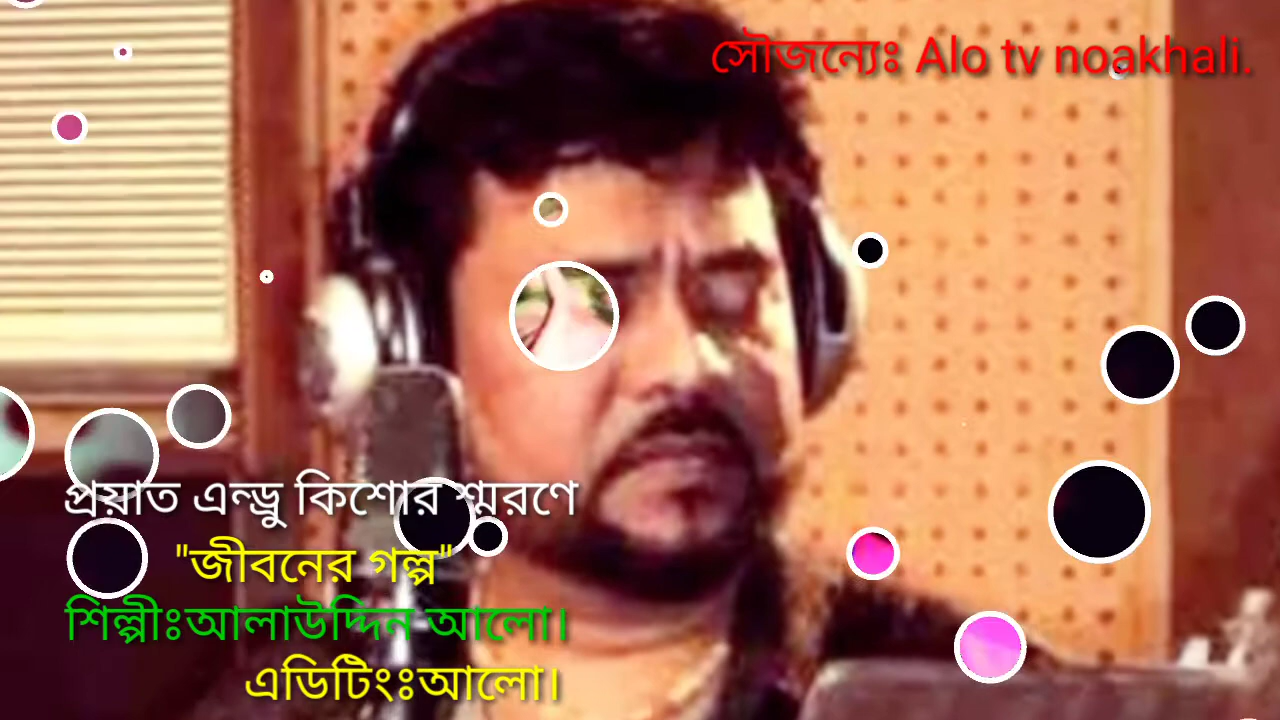 সৌজন্যেঃ Alo tv noakhali.
প্রয়াত এন্ড্রু কিশোর শ্মরণে
"জীবনের গল্প"
শিল্পীঃআলাউদ্দিন আলো।
এডিটিংঃআলো।